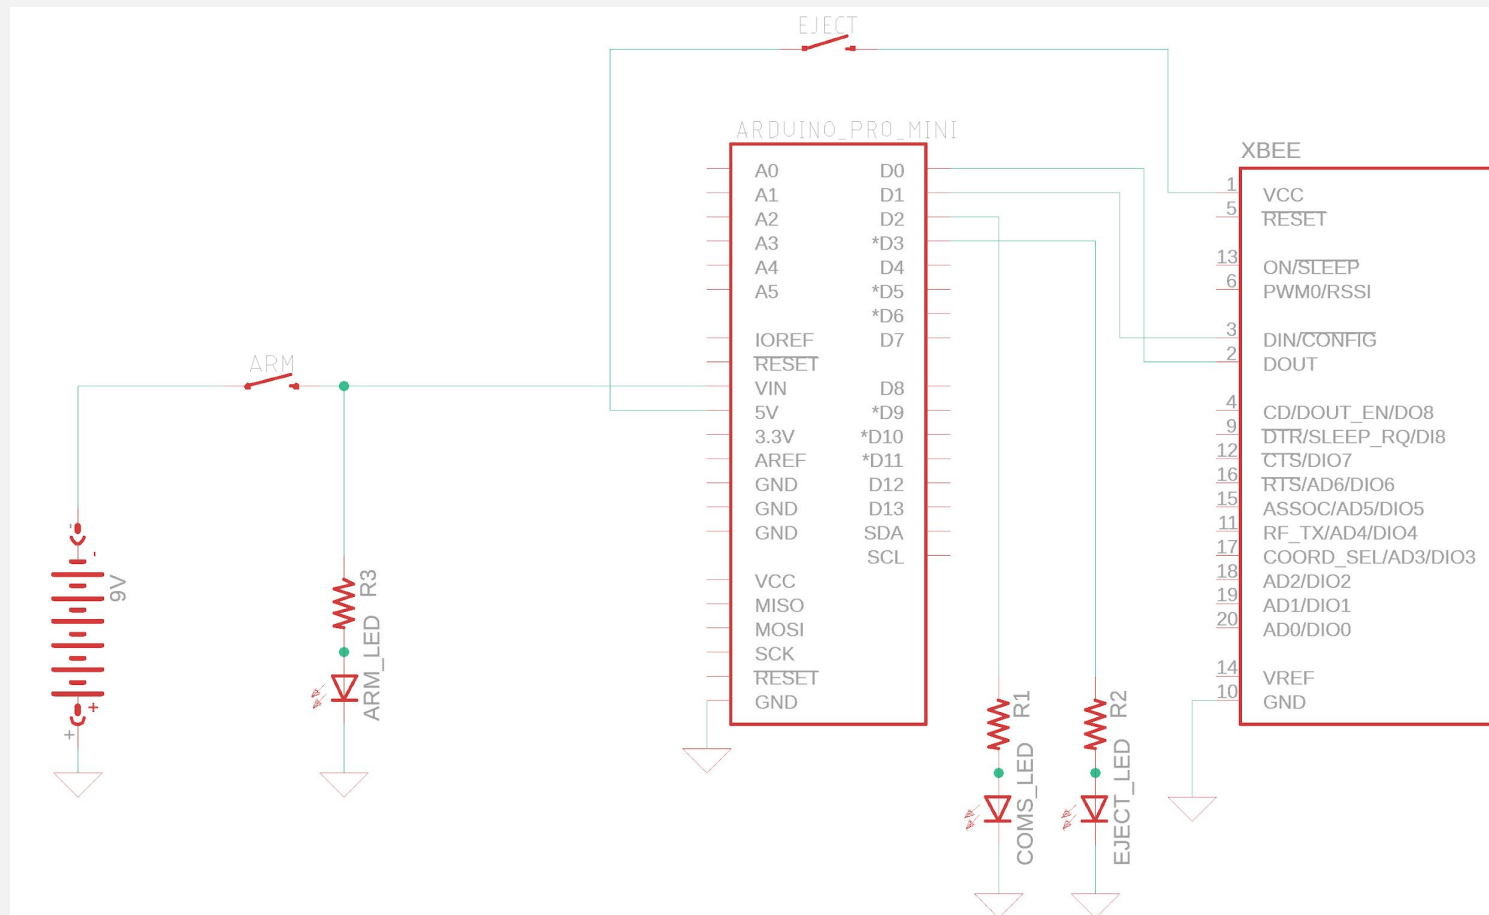 EJECT
ARDUINO_PRO_MINI
A0
A1
A2
A3
A4
A5
IOREF
RESET
VIN
5V
3.3V
AREF
GND
GND
GND
VCC
MISO
MOSI
SCK
RESET
GND
D0
D1
D2
*D3
D4
*D5
*D6
D7
D8
*D9
*D10
*D11
D12
D13
SDA
SCL
XBEE
1 VCC
5 RESET
13 ON/SLEEP
6 PWM0/RSSI
3 DIN/CONFIG
2 DOUT
4 CD/DOUT_EN/DO8
9 DTR/SLEEP_RQ/DI8
12 CTS/DIO7
16 RTS/AD6/DIO6
15 ASSOC/AD5/DIO5
11 RF_TX/AD4/DIO4
17 COORD_SEL/AD3/DIO3
18 AD2/DIO2
19 AD1/DIO1
20 AD0/DIO0
14 VREF
10 GND
ARM
-
-
9V
+
+
R3
ARM_LED
R1
COMS_LED
R2
EJECT_LED